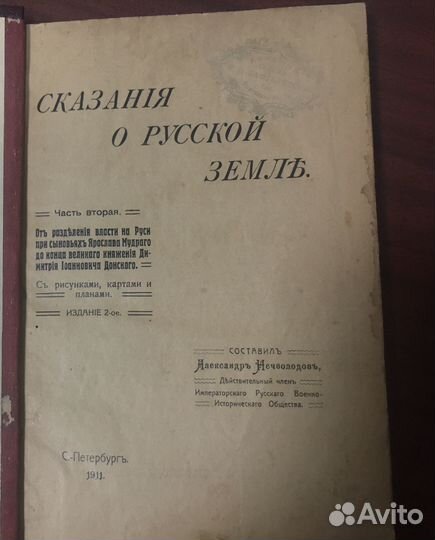 СКАЗАНІЯ
О РУССКОЙ
ЗЕМЛѢ.
Часть вторая.
Отъ раздѣленія власти на Руси
при сыновьяхъ Ярослава Мудраго
до конца великаго княженія Ди-
митрія Іоанновича Донского.
Съ рисунками, картами и
планами.
ИЗДАНІЕ 2-ое.
СОСТАВИЛЪ
Александръ Нечволодовъ,
Дѣйствительный членъ
Императорскаго Русскаго Военно-
Историческаго Общества.
С.-Петербургъ.
1911.
Avito